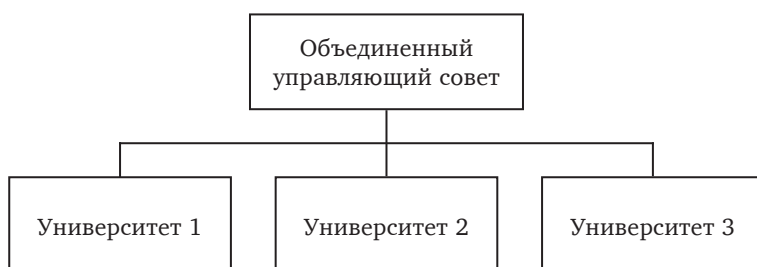 Объединенный
управляющий совет
Университет 1
Университет 2
Университет 3